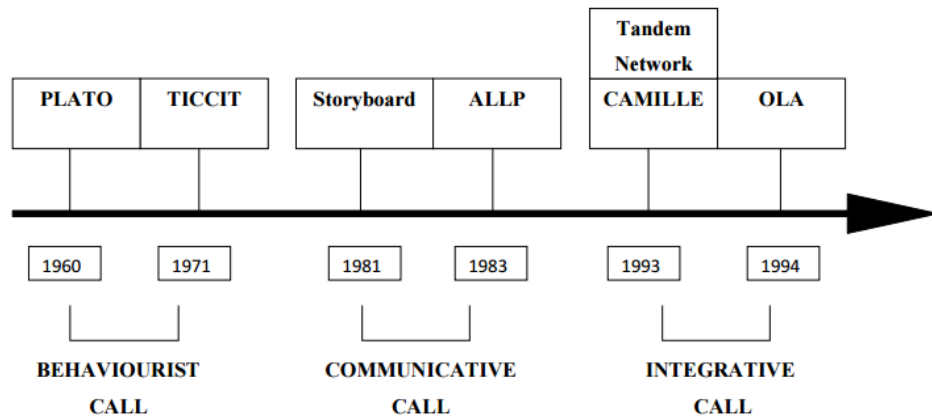 Tandem
Network
PLATO TICCIT Storyboard ALLP CAMILLE OLA
1960 1971 1981 1983 1993 1994
BEHAVIOURIST COMMUNICATIVE INTEGRATIVE
CALL CALL CALL